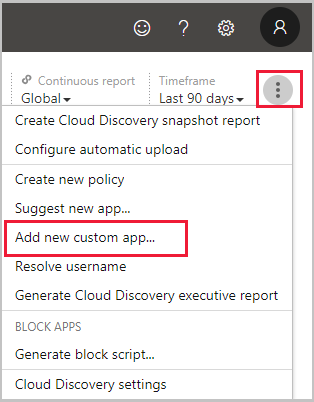 ?
Continuous report
Timeframe
Global
Last 90 days
Create Cloud Discovery snapshot report
Configure automatic upload
Create new policy
Suggest new app...
Add new custom app...
Resolve username
Generate Cloud Discovery executive report
BLOCK APPS
Generate block script...
Cloud Discovery settings